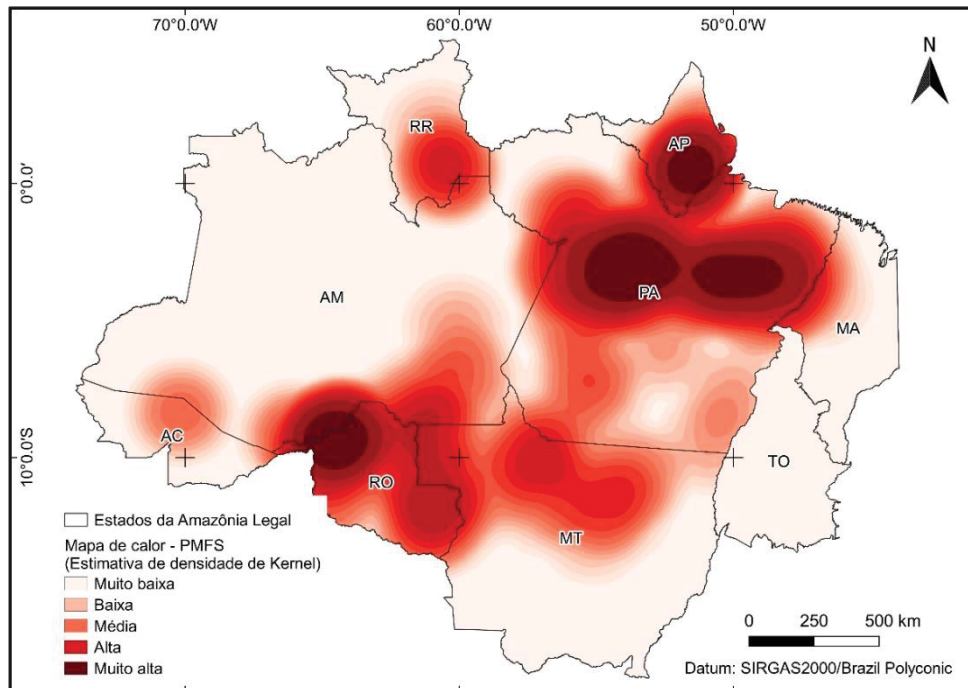 70°0.0'W 60°0.0'W 50°0.0'W
N
RR
AP
0°0.0'
AM
PA
MA
AC
10°0.0'S
RO
TO
MT
Estados da Amazônia Legal
Mapa de calor - PMFS
(Estimativa de densidade de Kernel)
Muito baixa
Baixa
Média
Alta
Muito alta
0 250 500 km
Datum: SIRGAS2000/Brazil Polyconic